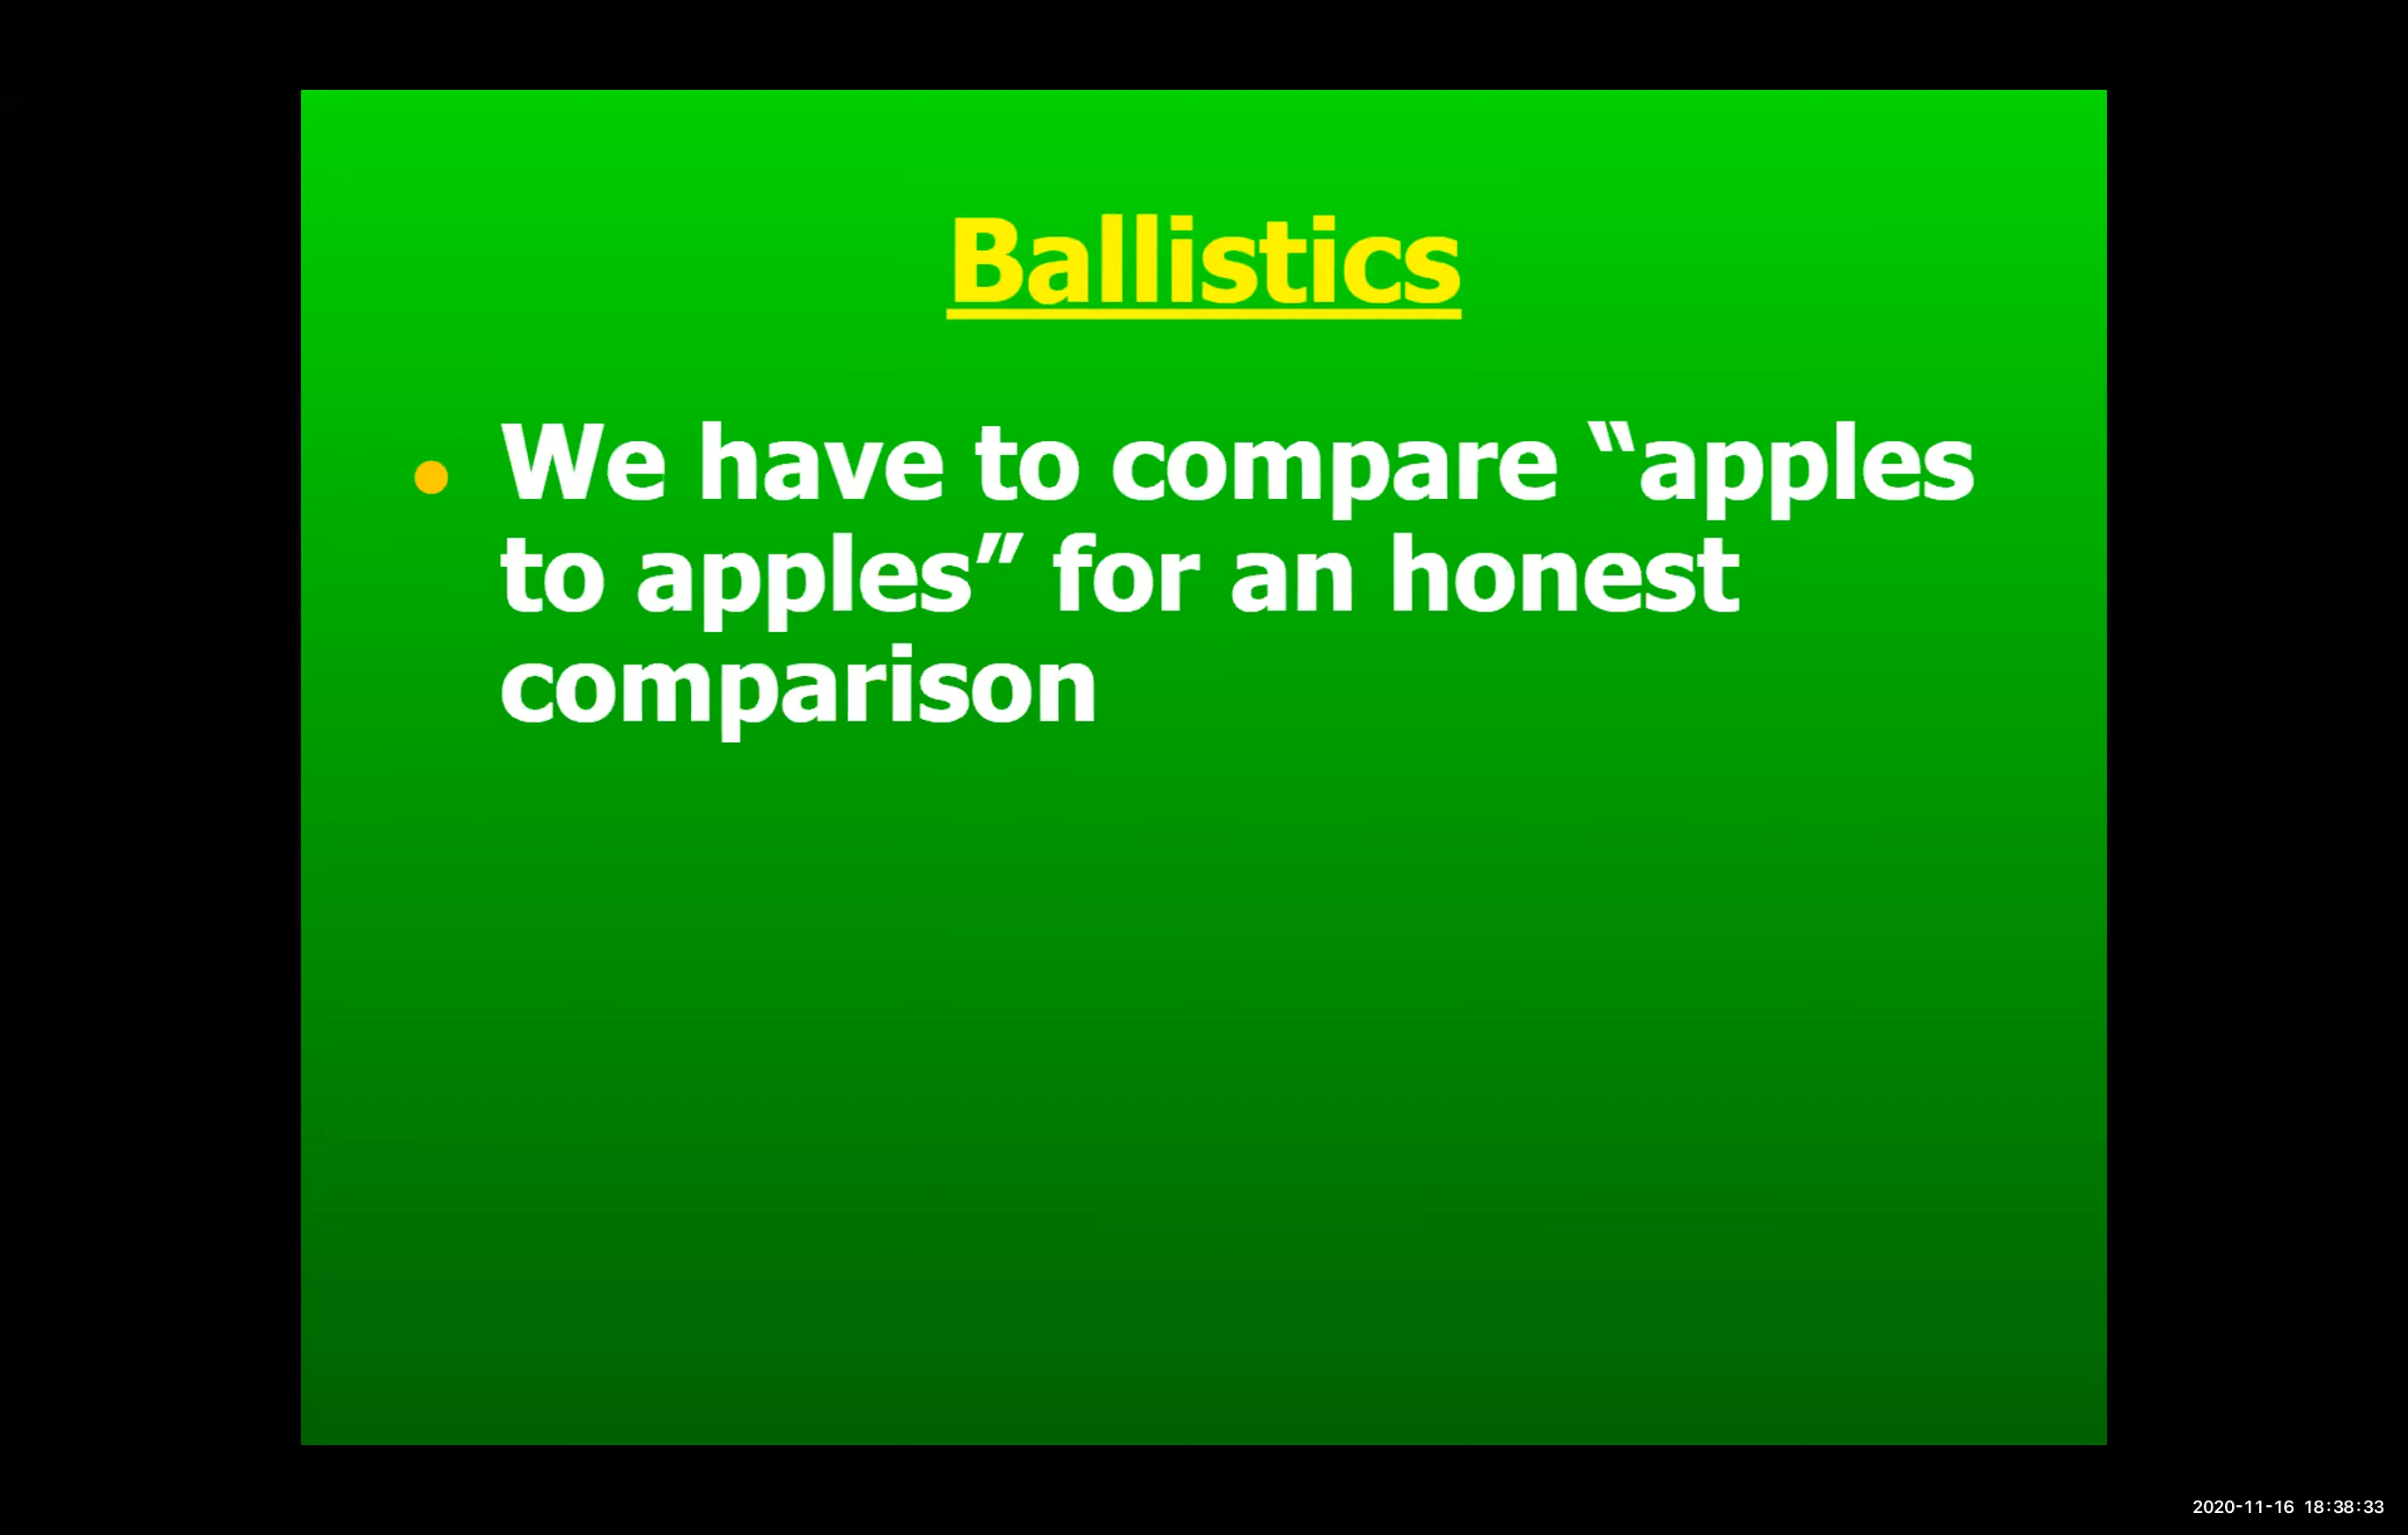 Ballistics
We have to compare “apples
to apples” for an honest
comparison
2020-11-16 18:38:33